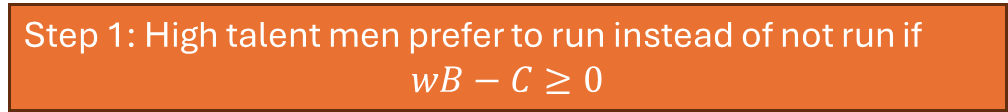 Step 1: High talent men prefer to run instead of not run if
wB − C ≥ 0